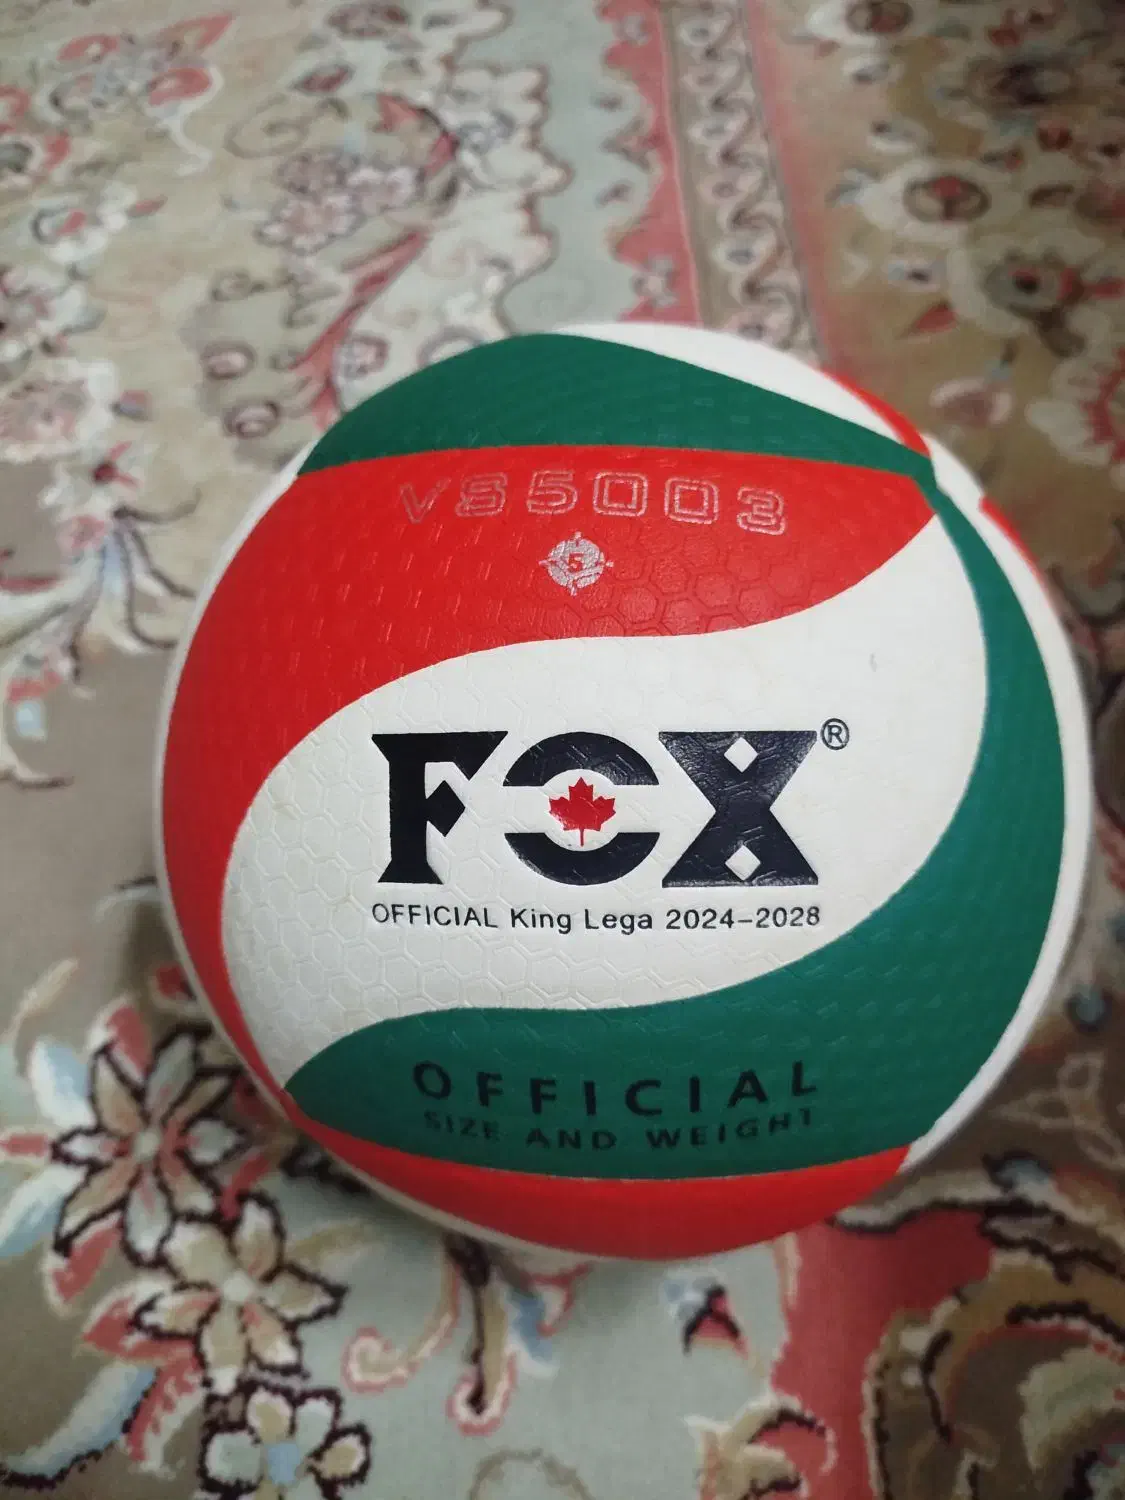 VS5003
5
FOX®
OFFICIAL King Lega 2024-2028
OFFICIAL
SIZE AND WEIGHT